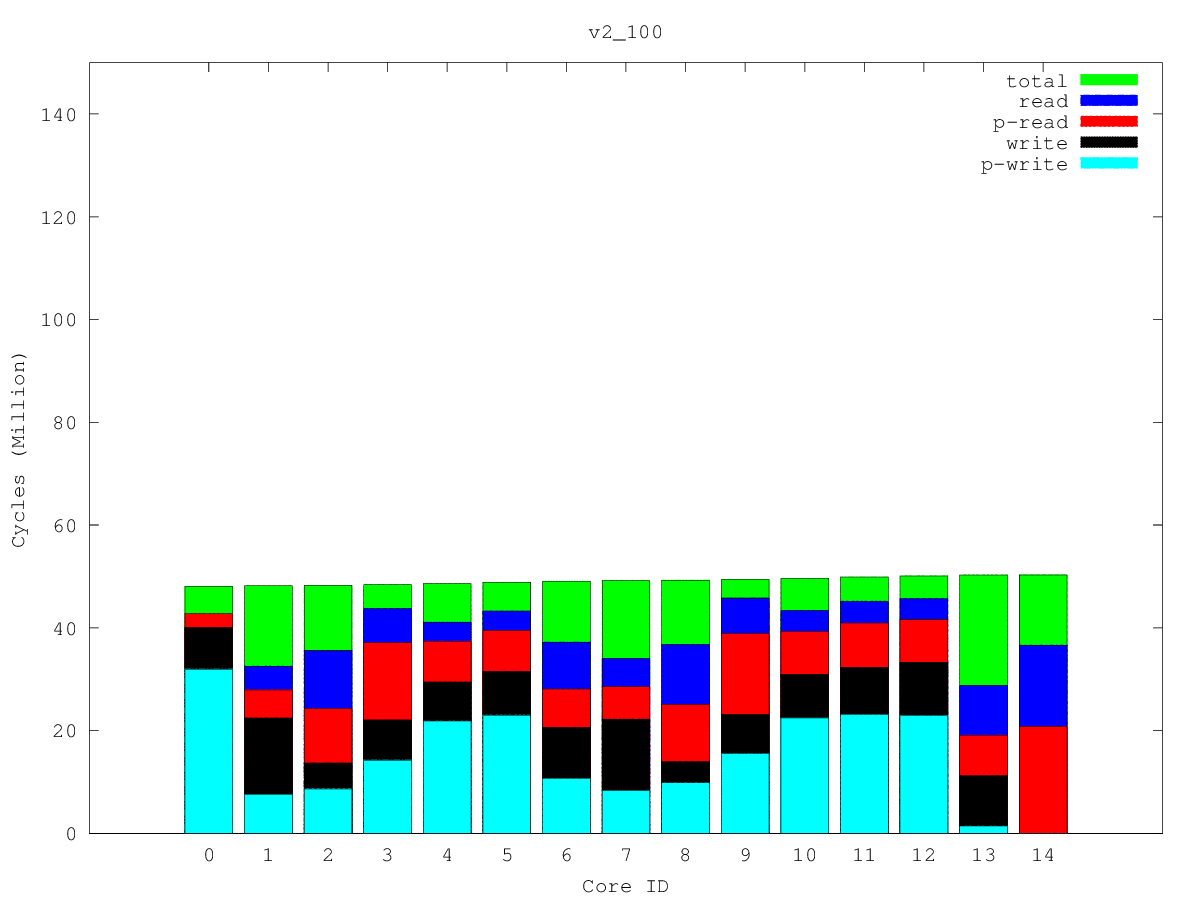 v2_100
total
read
p-read
write
p-write
140
120
100
80
60
40
20
0
Cycles (Million)
0 1 2 3 4 5 6 7 8 9 10 11 12 13 14
Core ID